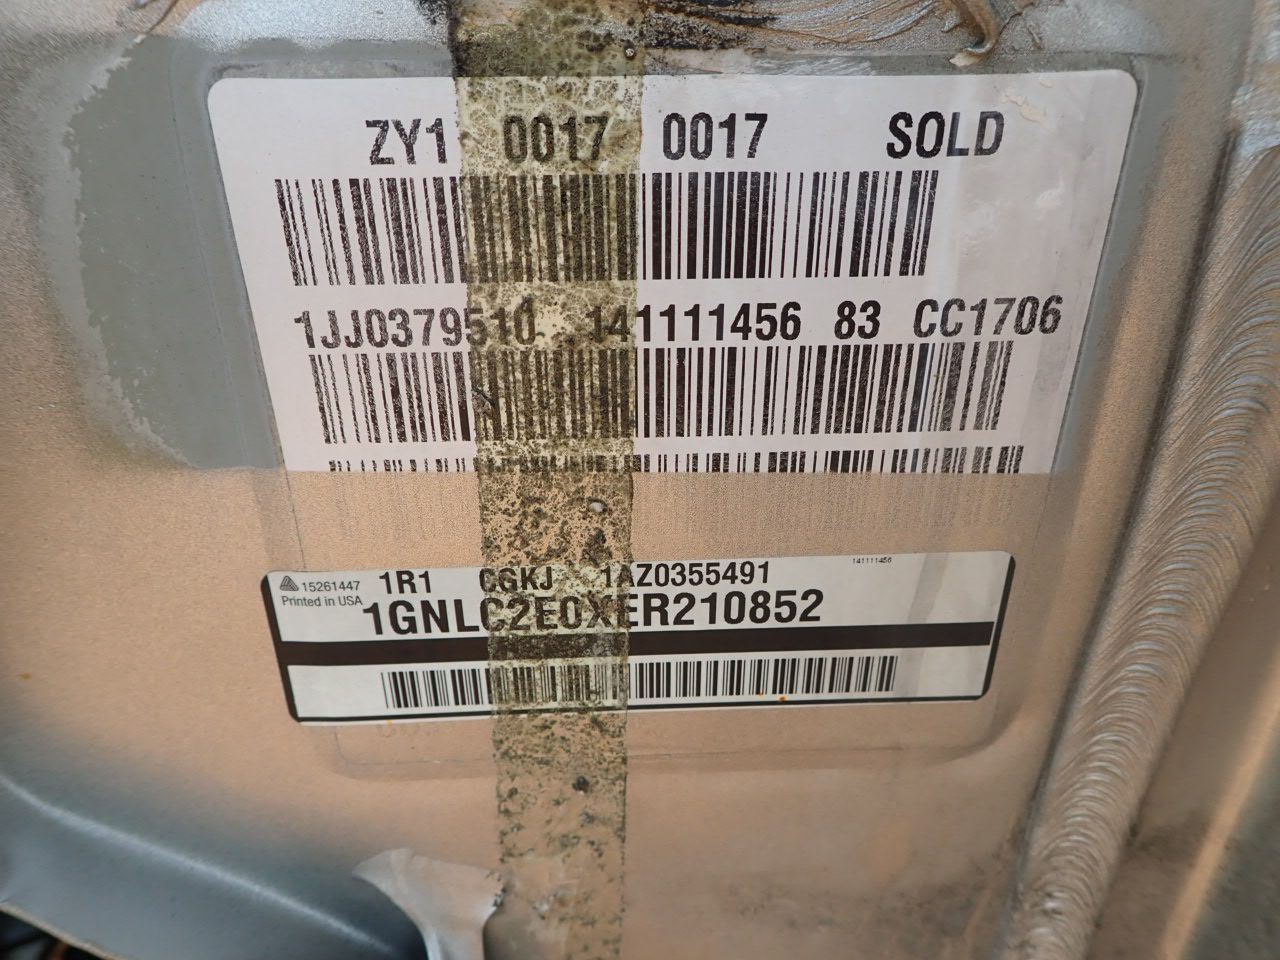 ZY1 0017 0017 SOLD
1JJ0379510 141111456 83 CC1706
15261447 1R1 CGKJ 1AZ0355491 141111456
Printed in USA
1GNLC2E0XER210852